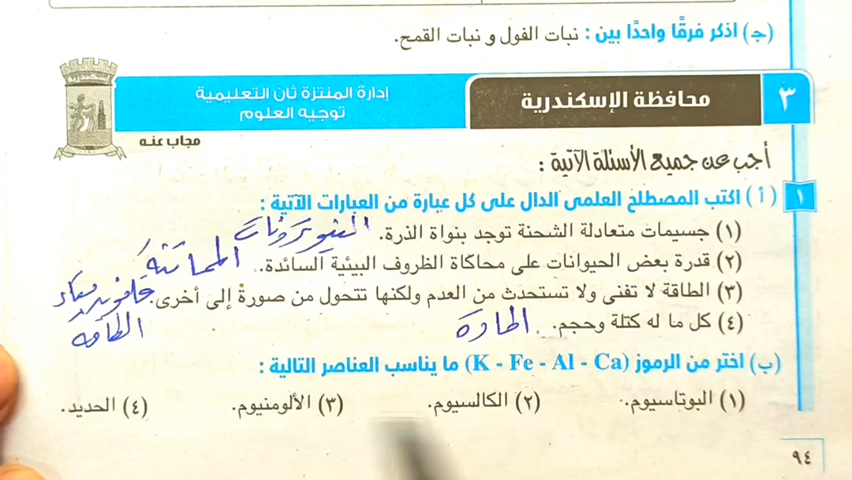 (جـ) اذكر فرقًا واحدًا بين : نبات الفول و نبات القمح.
٣ محافظة الإسكندرية
إدارة المنتزة ثان التعليمية
توجيه العلوم
مجاب عنه
أجب عن جميع الأسئلة الآتية :
١ (أ) اكتب المصطلح العلمى الدال على كل عبارة من العبارات الآتية :
(١) جسيمات متعادلة الشحنة توجد بنواة الذرة. النيوترونات
(٢) قدرة بعض الحيوانات على محاكاة الظروف البيئية السائدة. المماتنة
(٣) الطاقة لا تفنى ولا تستحدث من العدم ولكنها تتحول من صورة إلى أخرى. قانون بقاء الطاقة
(٤) كل ما له كتلة وحجم. المادة
(ب) اختر من الرموز (K - Fe - Al - Ca) ما يناسب العناصر التالية :
(١) البوتاسيوم. (٢) الكالسيوم. (٣) الألومنيوم. (٤) الحديد.
٩٤